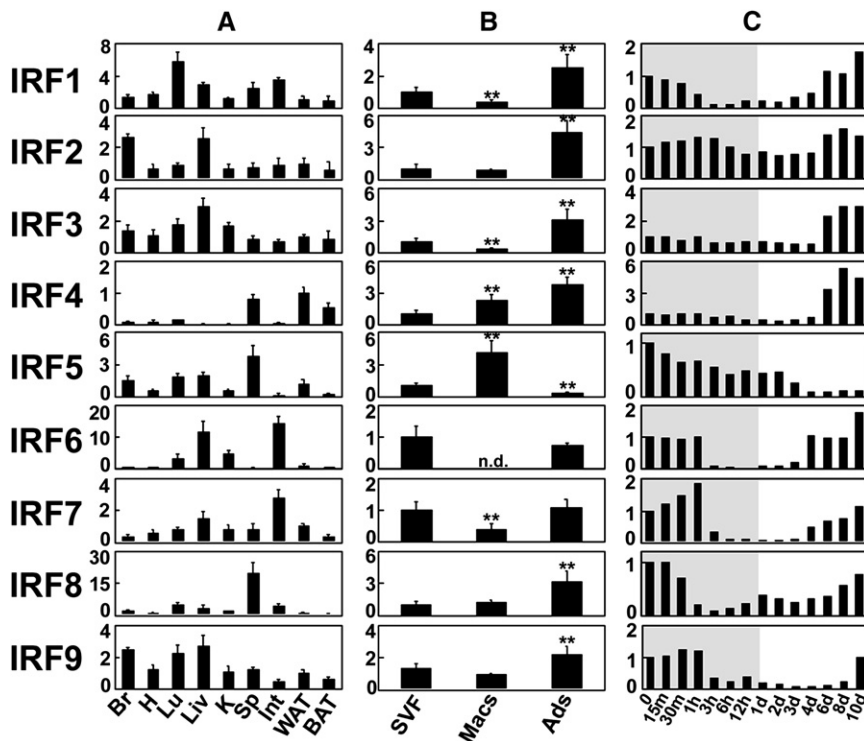 A B C
IRF1 8 4 0 4 2 0 ** ** 2 1 0
IRF2 3 2 1 0 6 3 0 ** 2 1 0
IRF3 4 2 0 6 3 0 ** ** 4 2 0
IRF4 2 1 0 6 3 0 ** ** 6 3 0
IRF5 6 3 0 6 3 0 ** ** 1 0
IRF6 20 10 0 2 1 0 n.d. 2 1 0
IRF7 4 2 0 2 1 0 ** 2 1 0
IRF8 30 15 0 6 3 0 ** 1 0
IRF9 4 2 0 4 2 0 ** 2 1 0
Br H Lu Liv K Sp Int WAT BAT SVF Macs Ads 0 15m 30m 1h 3h 6h 12h 1d 2d 3d 4d 6d 8d 10d